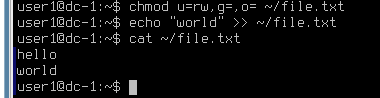 user1@dc-1:~$ chmod u=rw,g=,o= ~/file.txt
user1@dc-1:~$ echo "world" >> ~/file.txt
user1@dc-1:~$ cat ~/file.txt
hello
world
user1@dc-1:~$